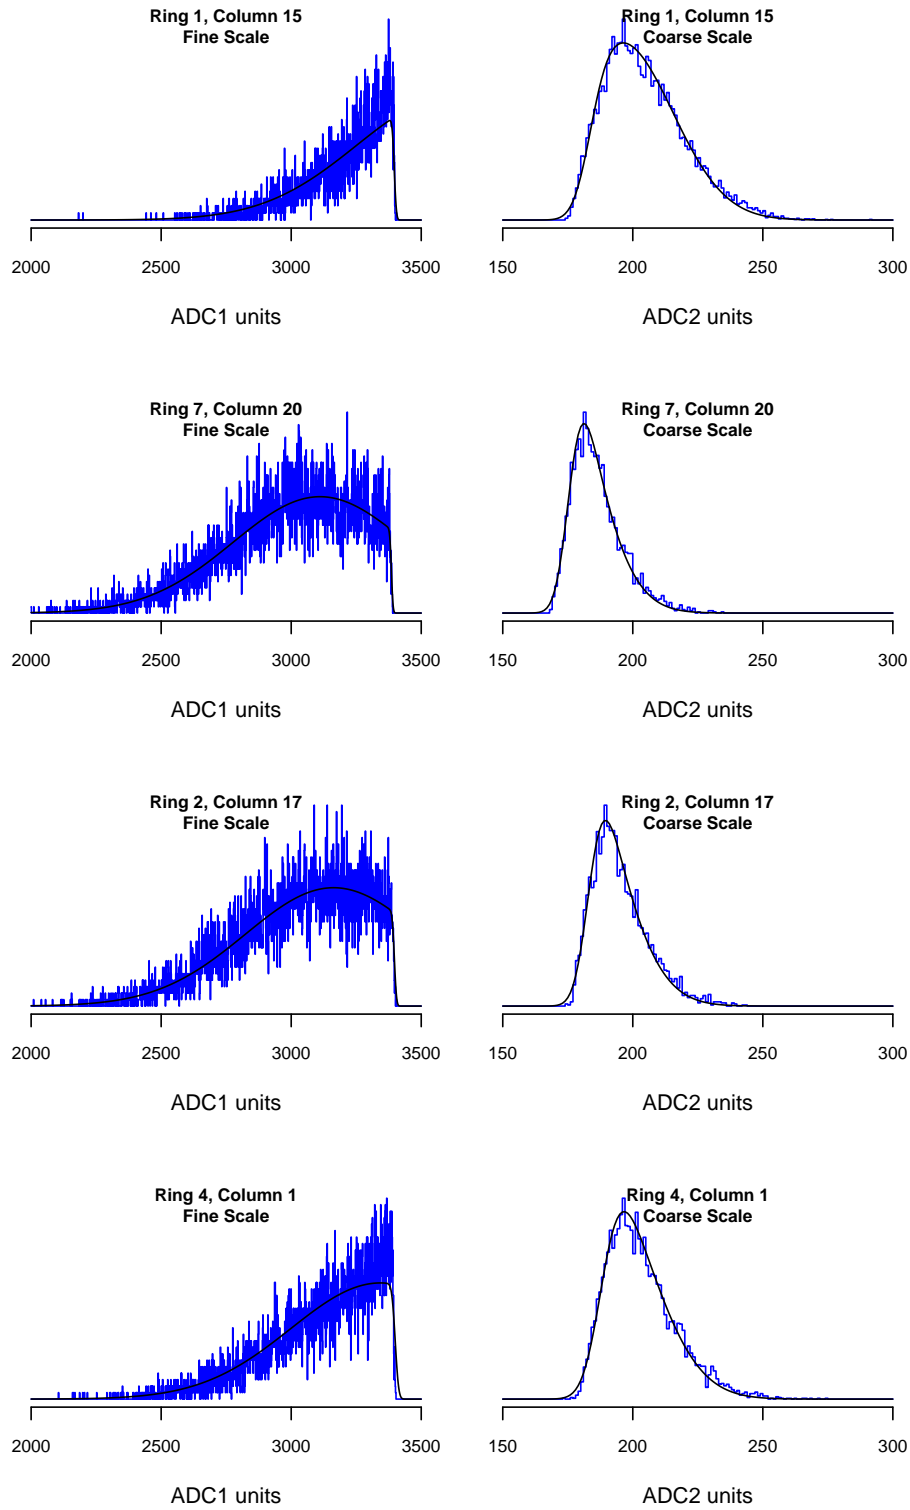 Ring 1, Column 15
Fine Scale
2000 2500 3000 3500
ADC1 units
Ring 1, Column 15
Coarse Scale
150 200 250 300
ADC2 units
Ring 7, Column 20
Fine Scale
2000 2500 3000 3500
ADC1 units
Ring 7, Column 20
Coarse Scale
150 200 250 300
ADC2 units
Ring 2, Column 17
Fine Scale
2000 2500 3000 3500
ADC1 units
Ring 2, Column 17
Coarse Scale
150 200 250 300
ADC2 units
Ring 4, Column 1
Fine Scale
2000 2500 3000 3500
ADC1 units
Ring 4, Column 1
Coarse Scale
150 200 250 300
ADC2 units